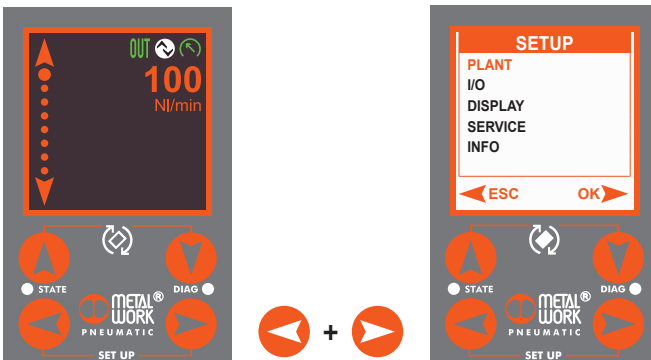 OUT
100
Nl/min
STATE
DIAG
METAL®
WORK
PNEUMATIC
SET UP
+
SETUP
PLANT
I/O
DISPLAY
SERVICE
INFO
ESC OK
STATE
DIAG
METAL®
WORK
PNEUMATIC
SET UP